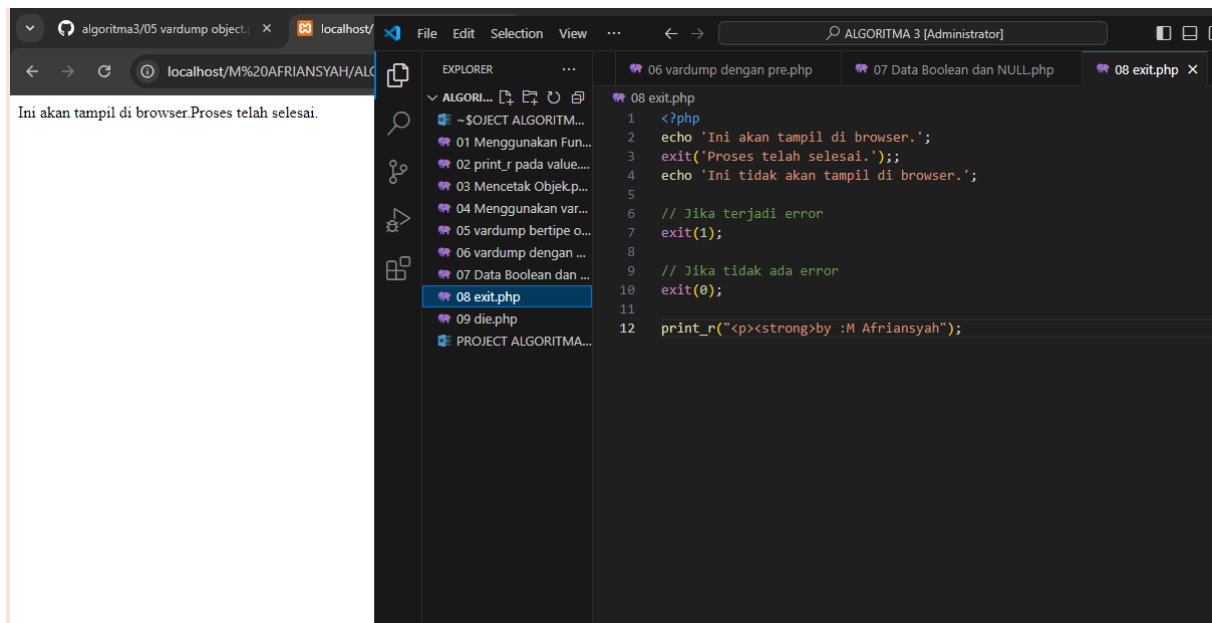 algoritma3/05 vardump object.
localhost/
localhost/M%20AFRIANSYAH/ALG
Ini akan tampil di browser.Proses telah selesai.
File Edit Selection View ...
ALGORITMA 3 [Administrator]
EXPLORER ...
ALGORI...
~$OJECT ALGORITM...
01 Menggunakan Fun...
02 print_r pada value....
03 Mencetak Objek.p...
04 Menggunakan var...
05 vardump bertipe o...
06 vardump dengan ...
07 Data Boolean dan ...
08 exit.php
09 die.php
PROJECT ALGORITMA...
06 vardump dengan pre.php
07 Data Boolean dan NULL.php
08 exit.php
08 exit.php
1 <?php
2 echo 'Ini akan tampil di browser.';
3 exit('Proses telah selesai.');;
4 echo 'Ini tidak akan tampil di browser.';
5
6 // Jika terjadi error
7 exit(1);
8
9 // Jika tidak ada error
10 exit(0);
11
12 print_r("<p><strong>by :M Afriansyah");